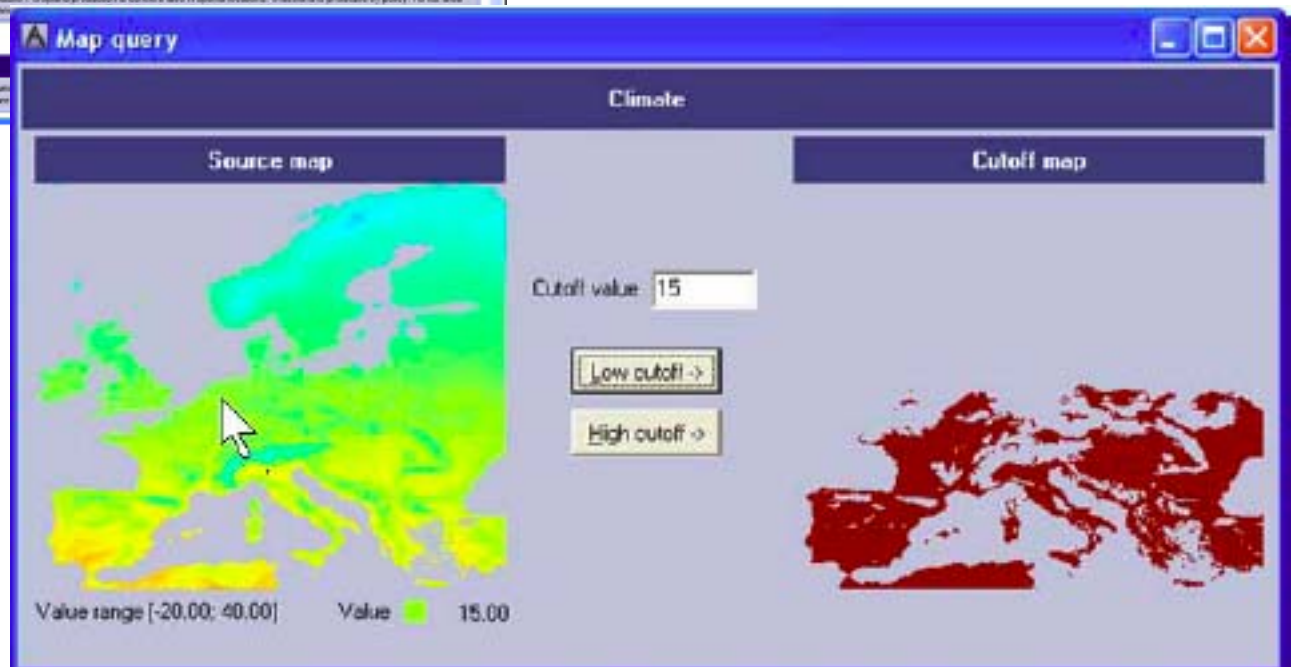 Map query
Climate
Source map
Cutoff map
Cutoff value 15
Low cutoff ->
High cutoff ->
Value range [-20.00; 40.00] Value 15.00